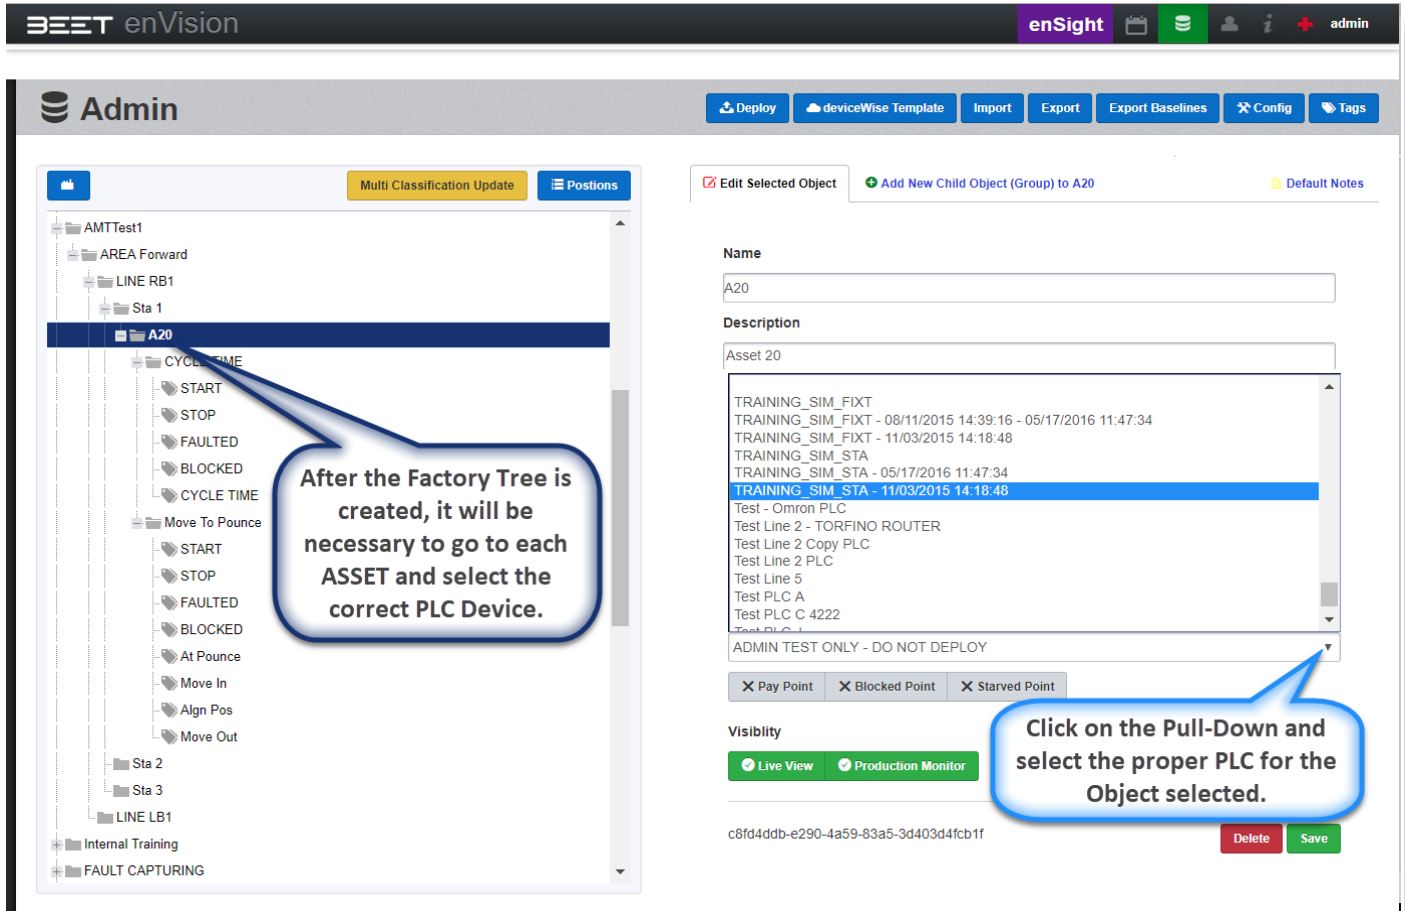 BEET enVision
enSight
admin
Admin
Deploy
deviceWise Template
Import
Export
Export Baselines
Config
Tags
Multi Classification Update
Postions
AMTTest1
AREA Forward
LINE RB1
Sta 1
A20
CYCLE TIME
START
STOP
FAULTED
BLOCKED
CYCLE TIME
Move To Pounce
START
STOP
FAULTED
BLOCKED
At Pounce
Move In
Algn Pos
Move Out
Sta 2
Sta 3
LINE LB1
Internal Training
FAULT CAPTURING
After the Factory Tree is
created, it will be
necessary to go to each
ASSET and select the
correct PLC Device.
Edit Selected Object
Add New Child Object (Group) to A20
Default Notes
Name
A20
Description
Asset 20
TRAINING_SIM_FIXT
TRAINING_SIM_FIXT - 08/11/2015 14:39:16 - 05/17/2016 11:47:34
TRAINING_SIM_FIXT - 11/03/2015 14:18:48
TRAINING_SIM_STA
TRAINING_SIM_STA - 05/17/2016 11:47:34
TRAINING_SIM_STA - 11/03/2015 14:18:48
Test - Omron PLC
Test Line 2 - TORFINO ROUTER
Test Line 2 Copy PLC
Test Line 2 PLC
Test Line 5
Test PLC A
Test PLC C 4222
ADMIN TEST ONLY - DO NOT DEPLOY
Pay Point
Blocked Point
Starved Point
Visiblity
Live View
Production Monitor
Click on the Pull-Down and
select the proper PLC for the
Object selected.
c8fd4ddb-e290-4a59-83a5-3d403d4fcb1f
Delete
Save